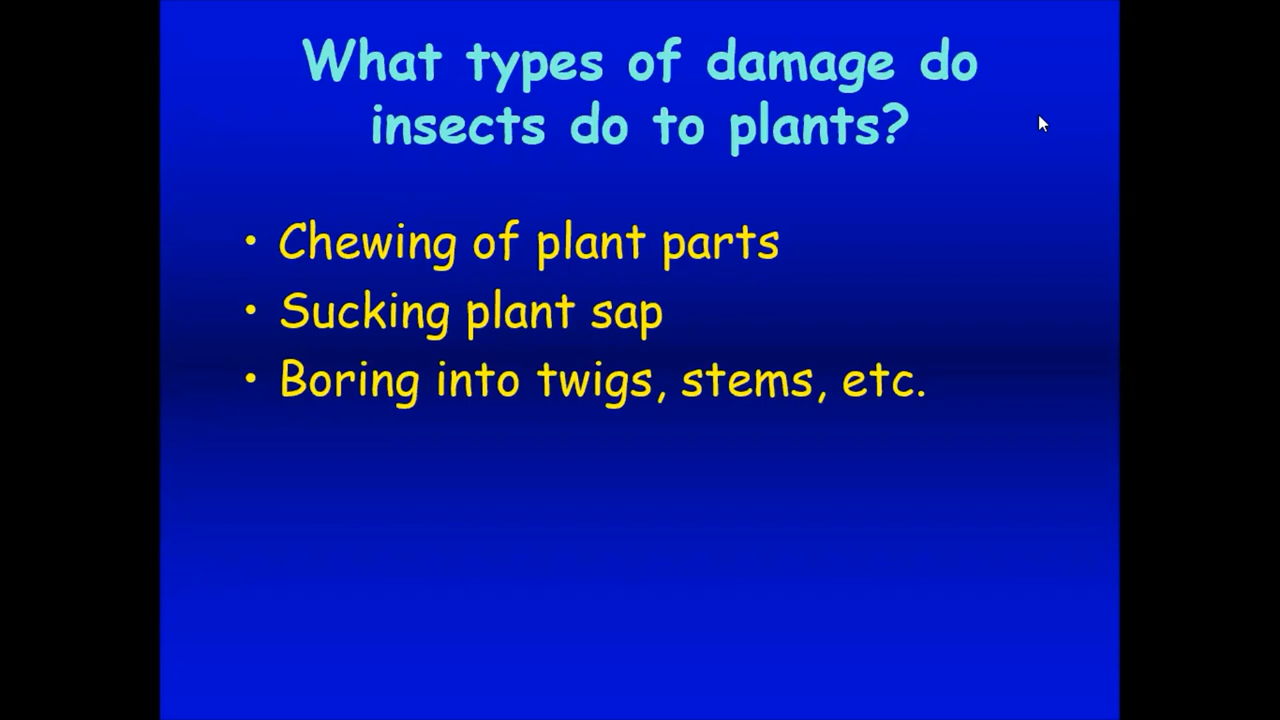 What types of damage do
insects do to plants?
• Chewing of plant parts
• Sucking plant sap
• Boring into twigs, stems, etc.